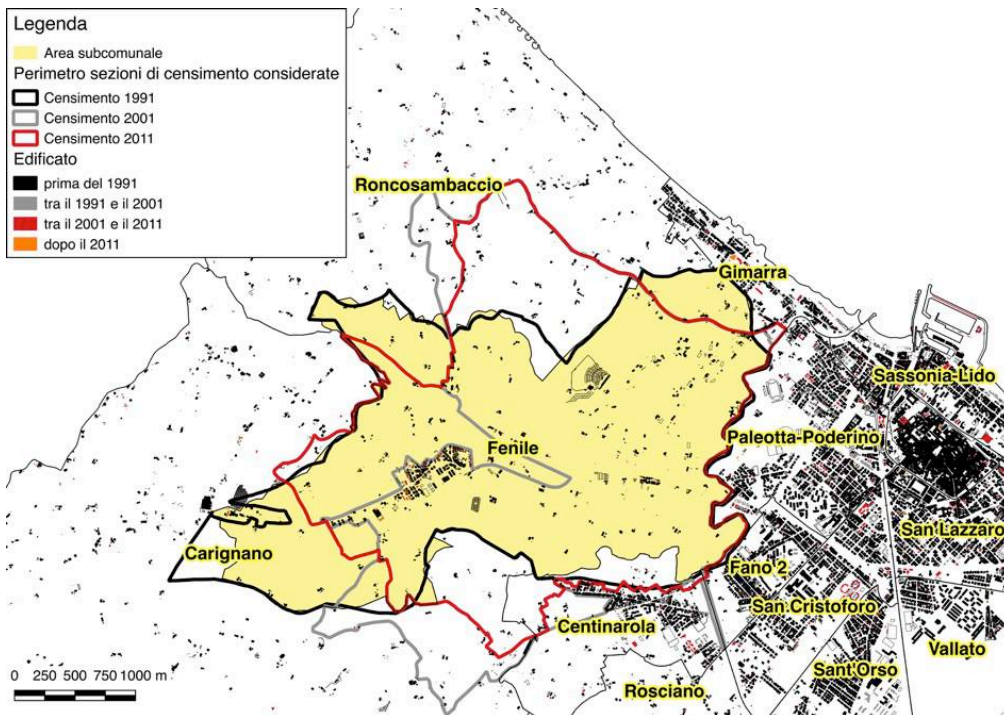 Legenda
Area subcomunale
Perimetro sezioni di censimento considerate
Censimento 1991
Censimento 2001
Censimento 2011
Edificato
prima del 1991
tra il 1991 e il 2001
tra il 2001 e il 2011
dopo il 2011
Roncosambaccio
Gimarra
Sassonia-Lido
Paleotta-Poderino
Fenile
San Lazzaro
Carignano
Fano 2
San Cristoforo
Centinarola
Vallato
Sant'Orso
Rosciano
0 250 500 750 1000 m